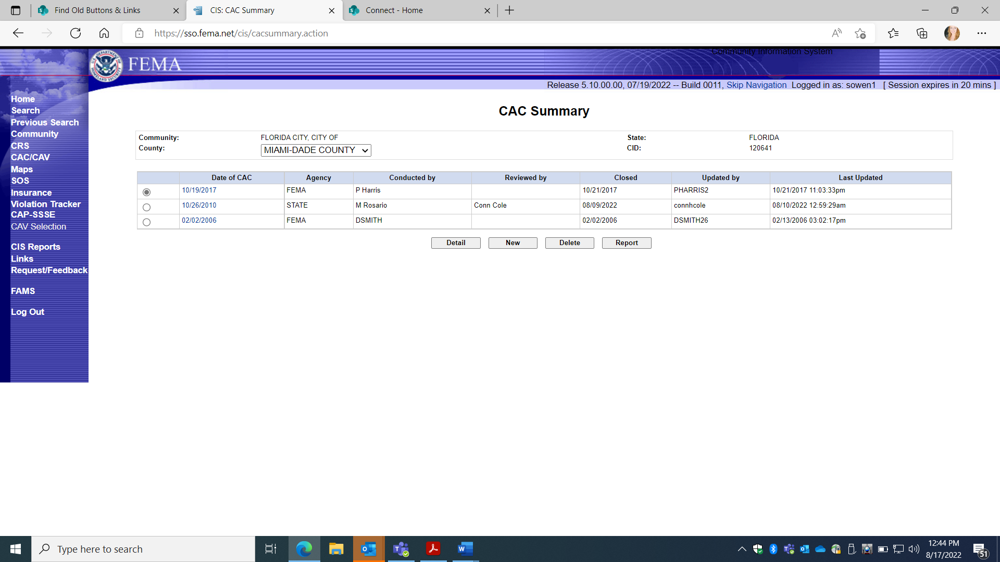 Find Old Buttons & Links
CIS: CAC Summary
Connect - Home
https://sso.fema.net/cis/cacsummary.action
FEMA
Community Information System
Release 5.10.00.00, 07/19/2022 -- Build 0011, Skip Navigation Logged in as: sowen1 [ Session expires in 20 mins ]
Home
Search
Previous Search
Community
CRS
CAC/CAV
Maps
SOS
Insurance
Violation Tracker
CAP-SSSE
CAV Selection
CIS Reports
Links
Request/Feedback
FAMS
Log Out
CAC Summary
Community: FLORIDA CITY, CITY OF State: FLORIDA
County: MIAMI-DADE COUNTY CID: 120641
Date of CAC Agency Conducted by Reviewed by Closed Updated by Last Updated
10/19/2017 FEMA P Harris 10/21/2017 PHARRIS2 10/21/2017 11:03:33pm
10/26/2010 STATE M Rosario Conn Cole 08/09/2022 connhcole 08/10/2022 12:59:29am
02/02/2006 FEMA DSMITH 02/02/2006 DSMITH26 02/13/2006 03:02:17pm
Detail New Delete Report
Type here to search
12:44 PM
8/17/2022
51